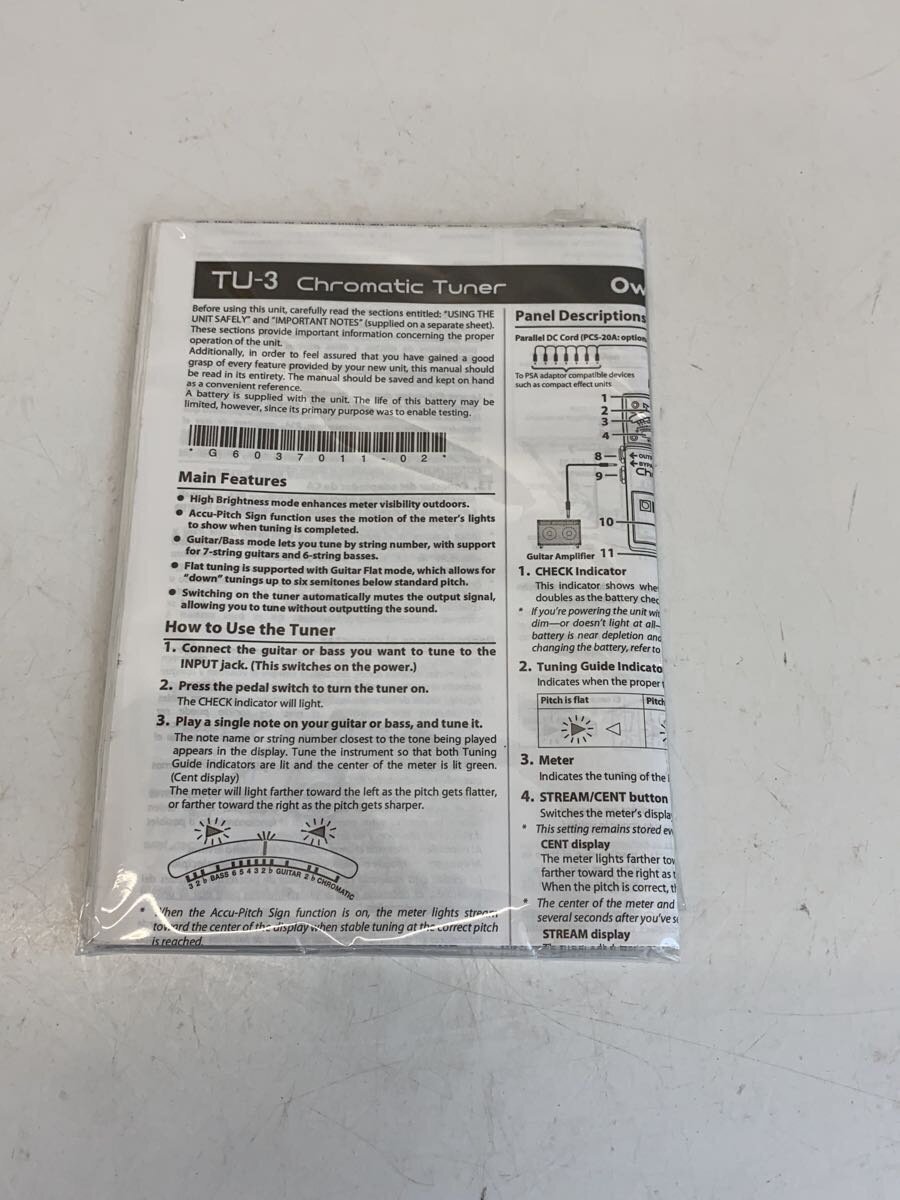 TU-3 Chromatic Tuner
Ow
Before using this unit, carefully read the sections entitled: "USING THE
UNIT SAFELY" and "IMPORTANT NOTES" (supplied on a separate sheet).
These sections provide important information concerning the proper
operation of the unit.
Additionally, in order to feel assured that you have gained a good
grasp of every feature provided by your new unit, this manual should
be read in its entirety. The manual should be saved and kept on hand
as a convenient reference.
A battery is supplied with the unit. The life of this battery may be
limited, however, since its primary purpose was to enable testing.
* G 6 0 3 7 0 1 1 - 0 2 *
Main Features
● High Brightness mode enhances meter visibility outdoors.
● Accu-Pitch Sign function uses the motion of the meter's lights
to show when tuning is completed.
● Guitar/Bass mode lets you tune by string number, with support
for 7-string guitars and 6-string basses.
● Flat tuning is supported with Guitar Flat mode, which allows for
"down" tunings up to six semitones below standard pitch.
● Switching on the tuner automatically mutes the output signal,
allowing you to tune without outputting the sound.
How to Use the Tuner
1. Connect the guitar or bass you want to tune to the
INPUT jack. (This switches on the power.)
2. Press the pedal switch to turn the tuner on.
The CHECK indicator will light.
3. Play a single note on your guitar or bass, and tune it.
The note name or string number closest to the tone being played
appears in the display. Tune the instrument so that both Tuning
Guide indicators are lit and the center of the meter is lit green.
(Cent display)
The meter will light farther toward the left as the pitch gets flatter,
or farther toward the right as the pitch gets sharper.
3 2 ♭ BASS 6 5 4 3 2 ♭ GUITAR 2 ♭ CHROMATIC
* When the Accu-Pitch Sign function is on, the meter lights stream
toward the center of the display when stable tuning at the correct pitch
is reached.
Panel Descriptions
Parallel DC Cord (PCS-20A: option
To PSA adaptor compatible devices
such as compact effect units
1
2
3
4
8
OUT
9
BYP
Ch
10
Guitar Amplifier
11
1. CHECK Indicator
This indicator shows whe
doubles as the battery chec
* If you're powering the unit wit
dim—or doesn't light at all—
battery is near depletion and
changing the battery, refer to
2. Tuning Guide Indicato
Indicates when the proper
Pitch is flat
Pitch
3. Meter
Indicates the tuning of the
4. STREAM/CENT button
Switches the meter's displa
* This setting remains stored ev
CENT display
The meter lights farther tow
farther toward the right as t
When the pitch is correct, th
* The center of the meter and
several seconds after you've s
STREAM display